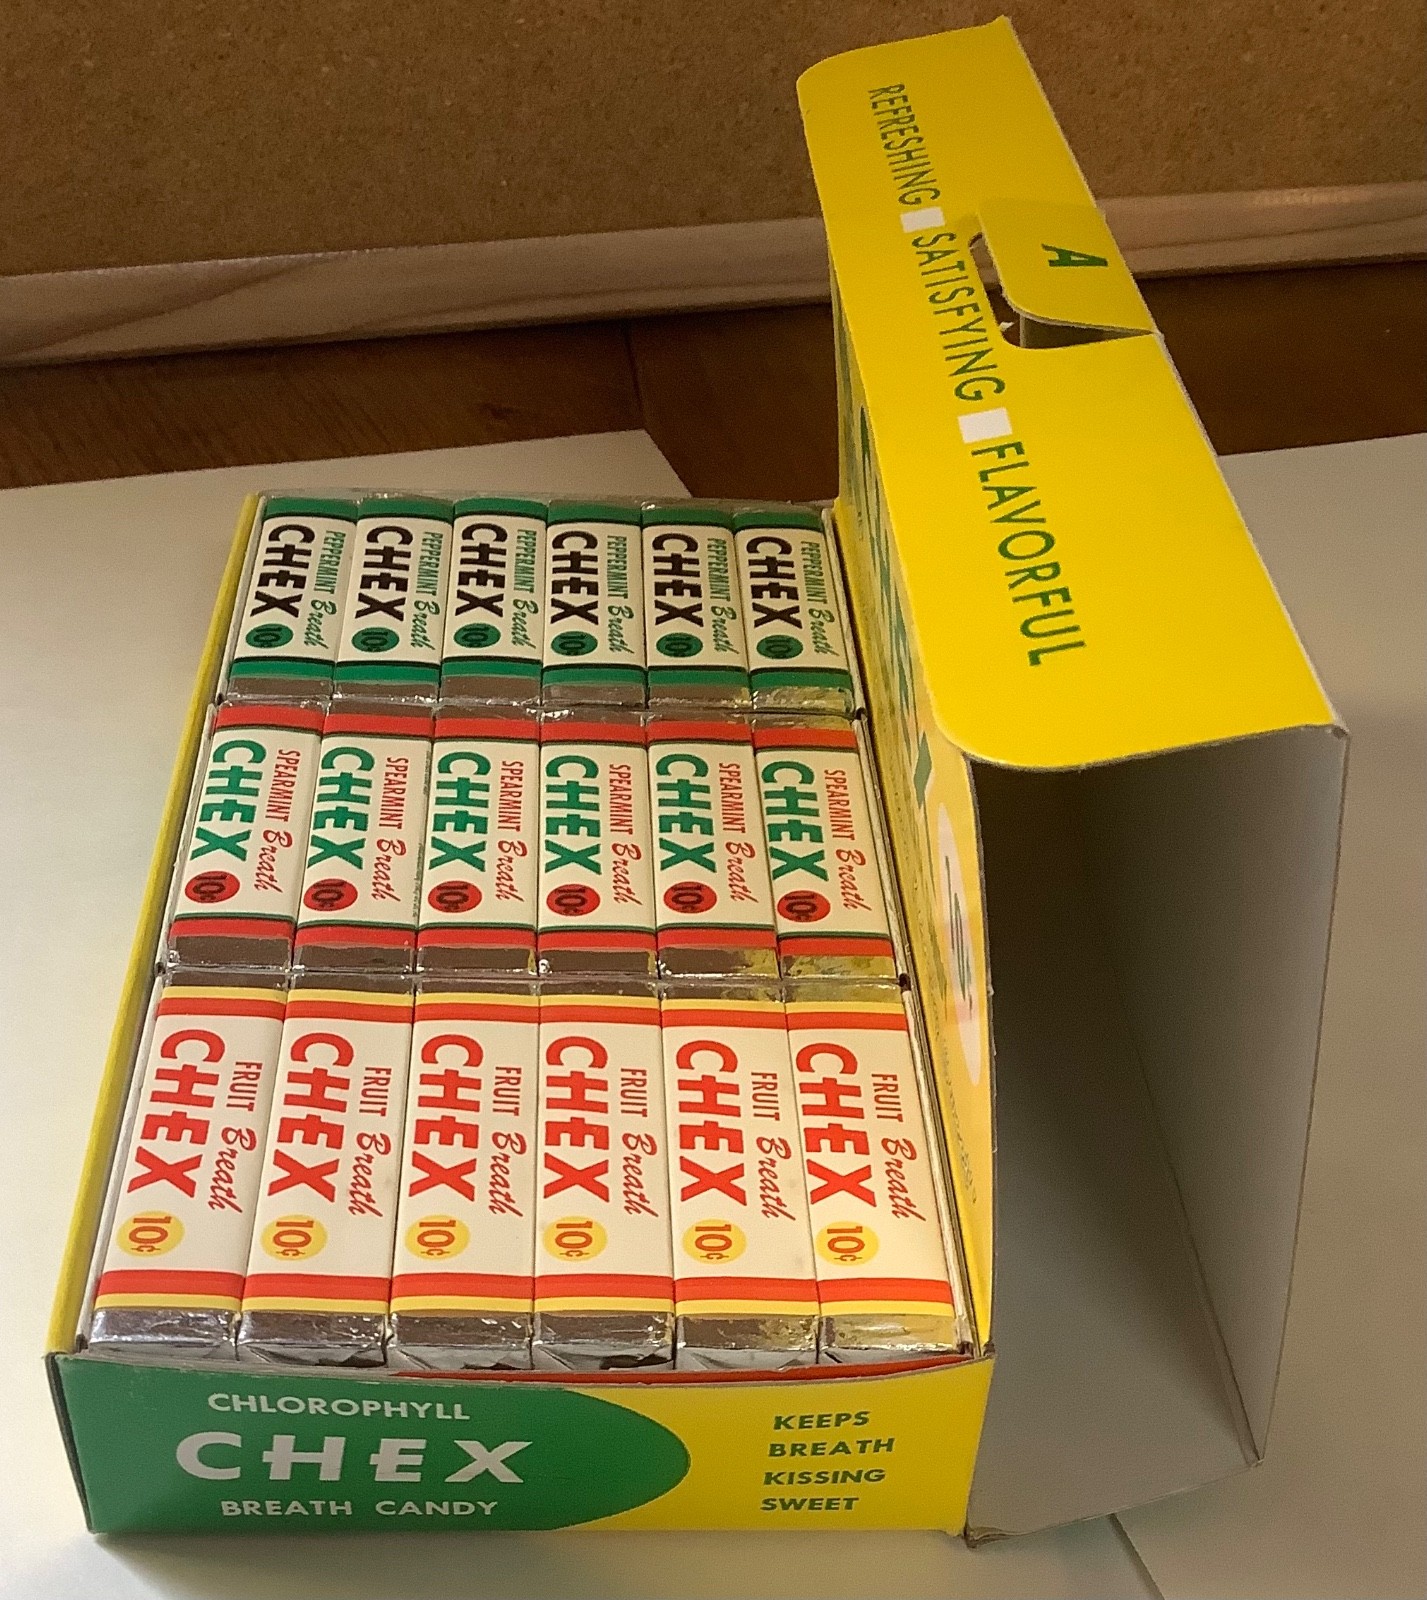 REFRESHING SATISFYING FLAVORFUL
A
PEPPERMINT Breath
CHEX 10¢
PEPPERMINT Breath
CHEX 10¢
PEPPERMINT Breath
CHEX 10¢
PEPPERMINT Breath
CHEX 10¢
PEPPERMINT Breath
CHEX 10¢
PEPPERMINT Breath
CHEX 10¢
SPEARMINT Breath
CHEX 10¢
SPEARMINT Breath
CHEX 10¢
SPEARMINT Breath
CHEX 10¢
SPEARMINT Breath
CHEX 10¢
SPEARMINT Breath
CHEX 10¢
SPEARMINT Breath
CHEX 10¢
FRUIT Breath
CHEX 10¢
FRUIT Breath
CHEX 10¢
FRUIT Breath
CHEX 10¢
FRUIT Breath
CHEX 10¢
FRUIT Breath
CHEX 10¢
FRUIT Breath
CHEX 10¢
CHLOROPHYLL
CHEX
BREATH CANDY
KEEPS
BREATH
KISSING
SWEET